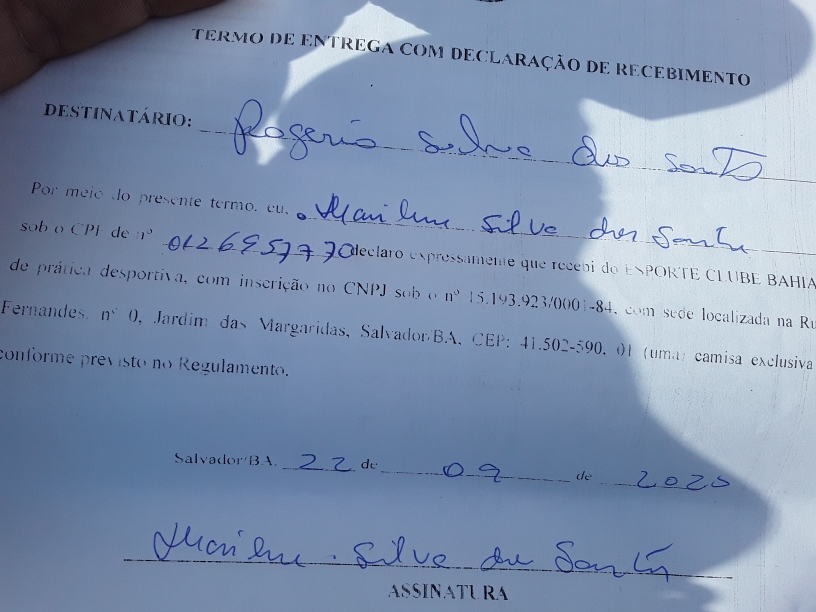 TERMO DE ENTREGA COM DECLARAÇÃO DE RECEBIMENTO
DESTINATÁRIO: Rogerio Silva dos Santos
Por meio do presente termo, eu, Marilene Silva dos Santos
sob o CPF de nº declaro expressamente que recebi do ESPORTE CLUBE BAHIA
de prática desportiva, com inscrição no CNPJ sob o nº 15.193.923/0001-84, com sede localizada na Ru
Fernandes, nº 0, Jardim das Margaridas, Salvador/BA, CEP: 41.502-590, 01 (uma) camisa exclusiva
conforme previsto no Regulamento.
Salvador/BA, 22 de 09 de 2020
Marilene Silva dos Santos
ASSINATURA